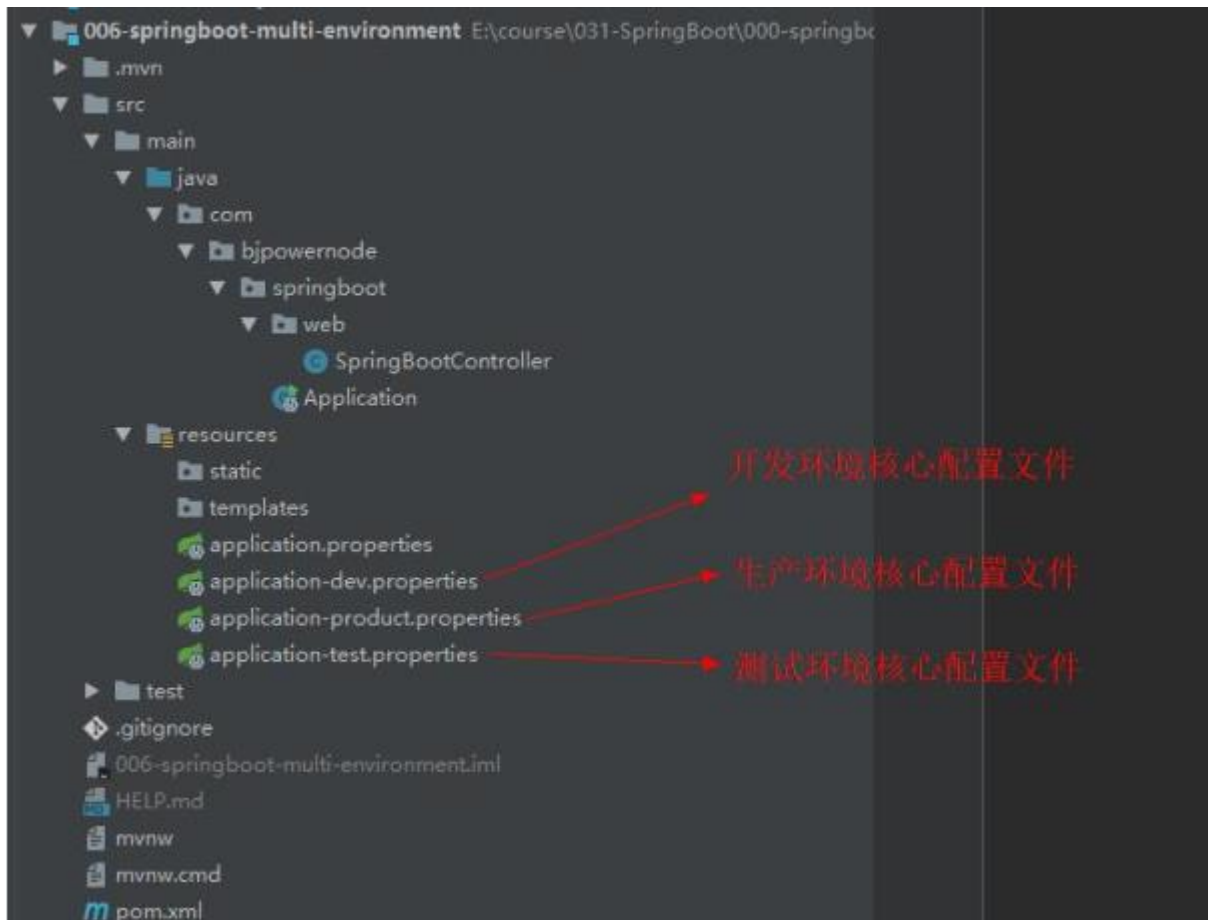 006-springboot-multi-environment E:\course\031-SpringBoot\000-springbo
.mvn
src
main
java
com
bjpowernode
springboot
web
SpringBootController
Application
resources
static
templates
application.properties
application-dev.properties
application-product.properties
application-test.properties
开发环境核心配置文件
生产环境核心配置文件
测试环境核心配置文件
test
.gitignore
006-springboot-multi-environment.iml
HELP.md
mvnw
mvnw.cmd
pom.xml